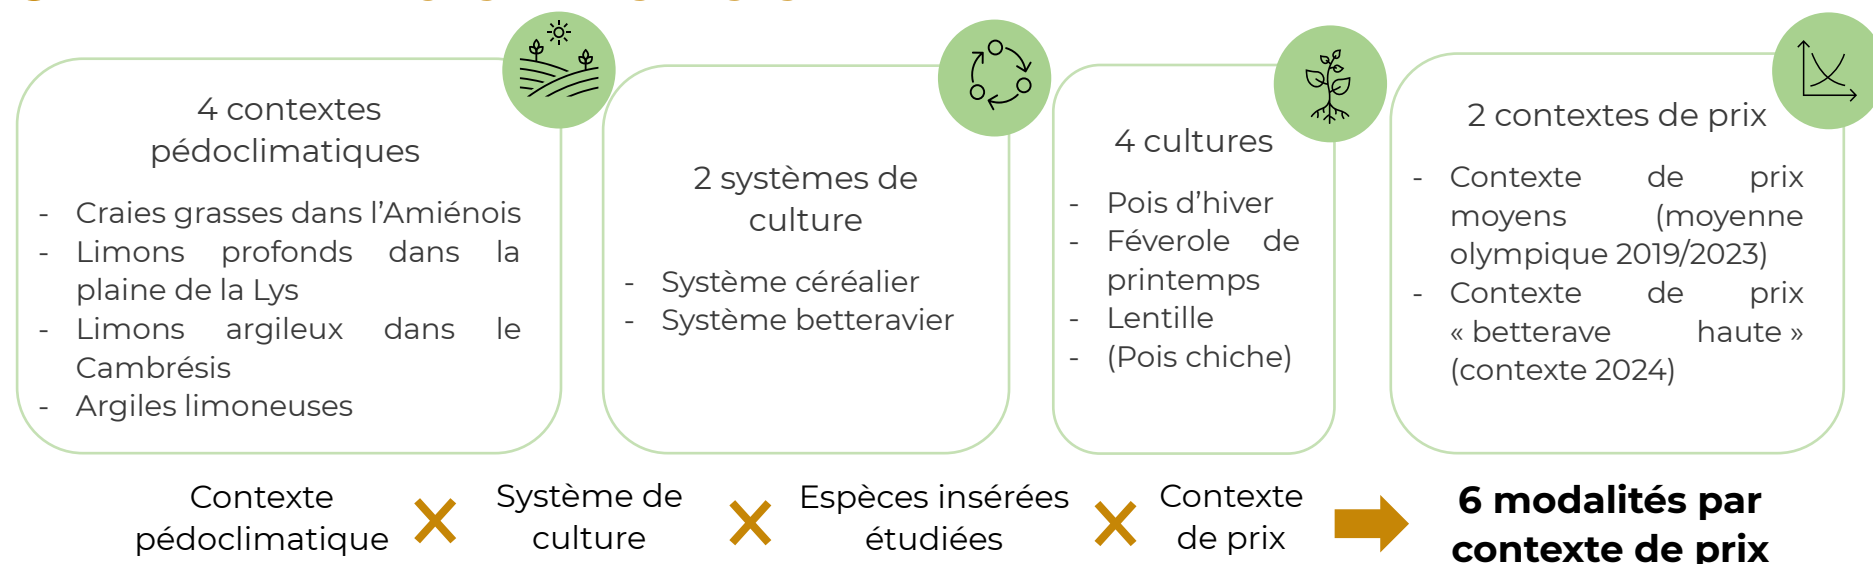 4 contextes
pédoclimatiques
- Craies grasses dans l’Amiénois
- Limons profonds dans la
plaine de la Lys
- Limons argileux dans le
Cambrésis
- Argiles limoneuses
2 systèmes de
culture
- Système céréalier
- Système betteravier
4 cultures
- Pois d’hiver
- Féverole de
printemps
- Lentille
- (Pois chiche)
2 contextes de prix
- Contexte de prix
moyens (moyenne
olympique 2019/2023)
- Contexte de prix
« betterave haute »
(contexte 2024)
Contexte
pédoclimatique
Système de
culture
Espèces insérées
étudiées
Contexte
de prix
6 modalités par
contexte de prix